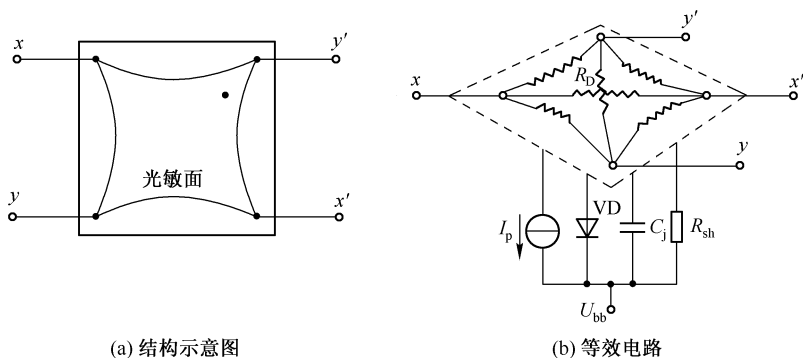 x
y′
光敏面
y
x′
(a) 结构示意图
y′
x
R_D
x′
y
I_p
VD
C_j
R_sh
U_bb
(b) 等效电路